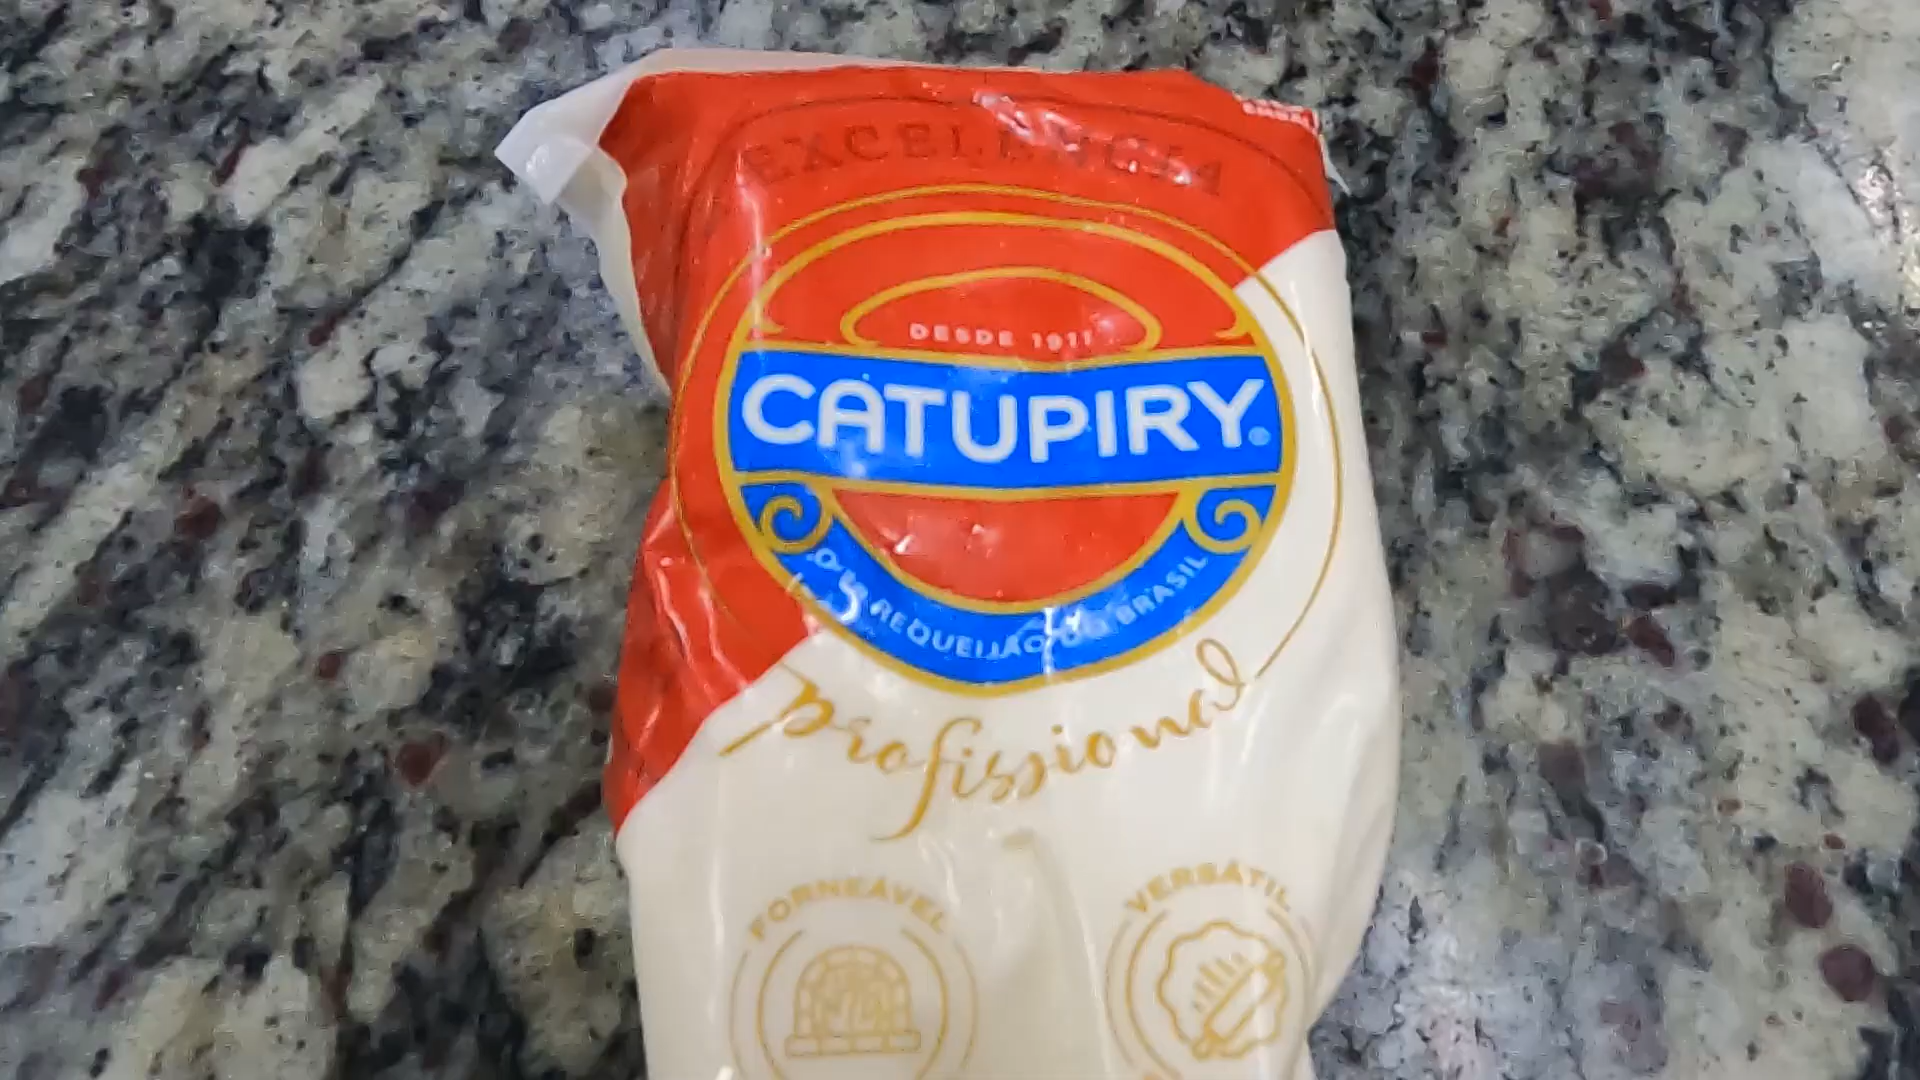 EXCELÊNCIA
DESDE 1911
CATUPIRY®
REQUEIJÃO DO BRASIL
profissional
FORNEÁVEL
VERSÁTIL